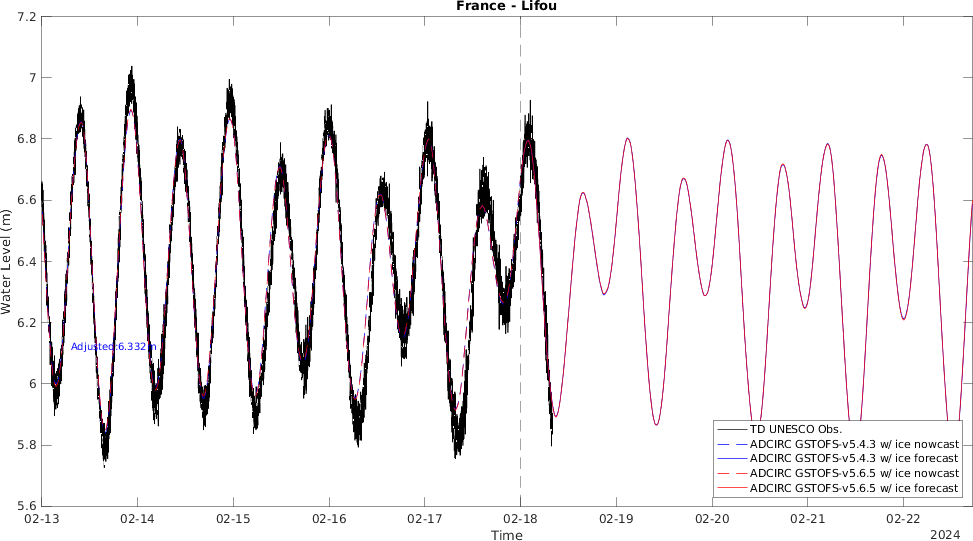 France - Lifou
7.2
7
6.8
6.6
6.4
6.2
6
5.8
5.6
Water Level (m)
Adjusted:6.332 m
TD UNESCO Obs.
ADCIRC GSTOFS-v5.4.3 w/ ice nowcast
ADCIRC GSTOFS-v5.4.3 w/ ice forecast
ADCIRC GSTOFS-v5.6.5 w/ ice nowcast
ADCIRC GSTOFS-v5.6.5 w/ ice forecast
02-13 02-14 02-15 02-16 02-17 02-18 02-19 02-20 02-21 02-22
Time
2024